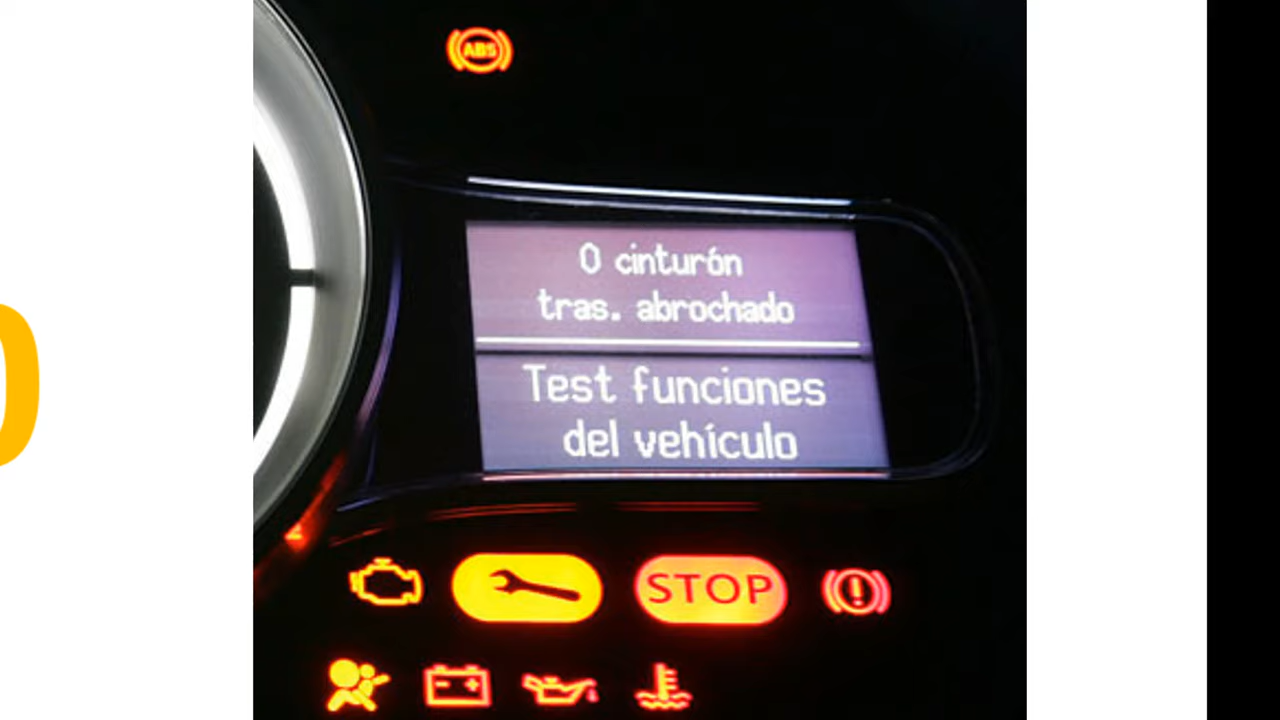 ABS
0 cinturón
tras. abrochado
Test funciones
del vehículo
STOP